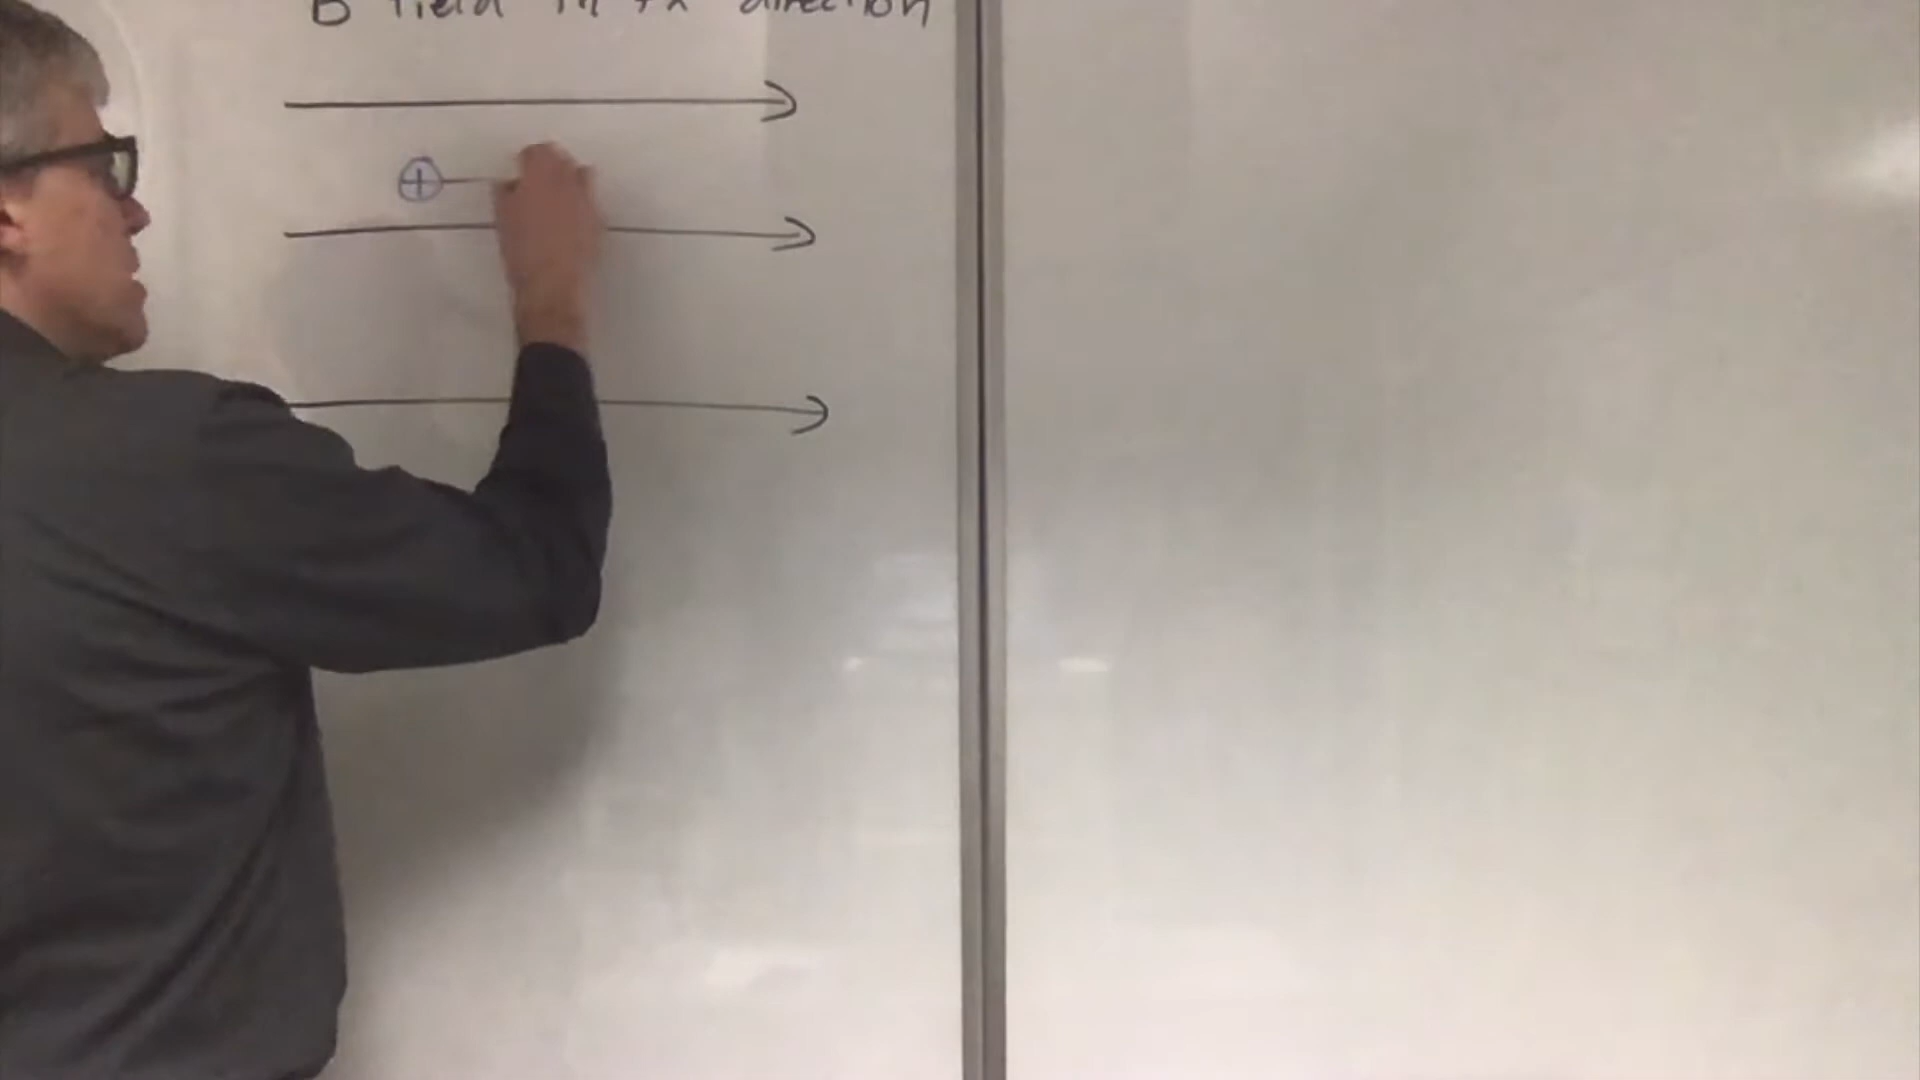 B field in +x direction
+